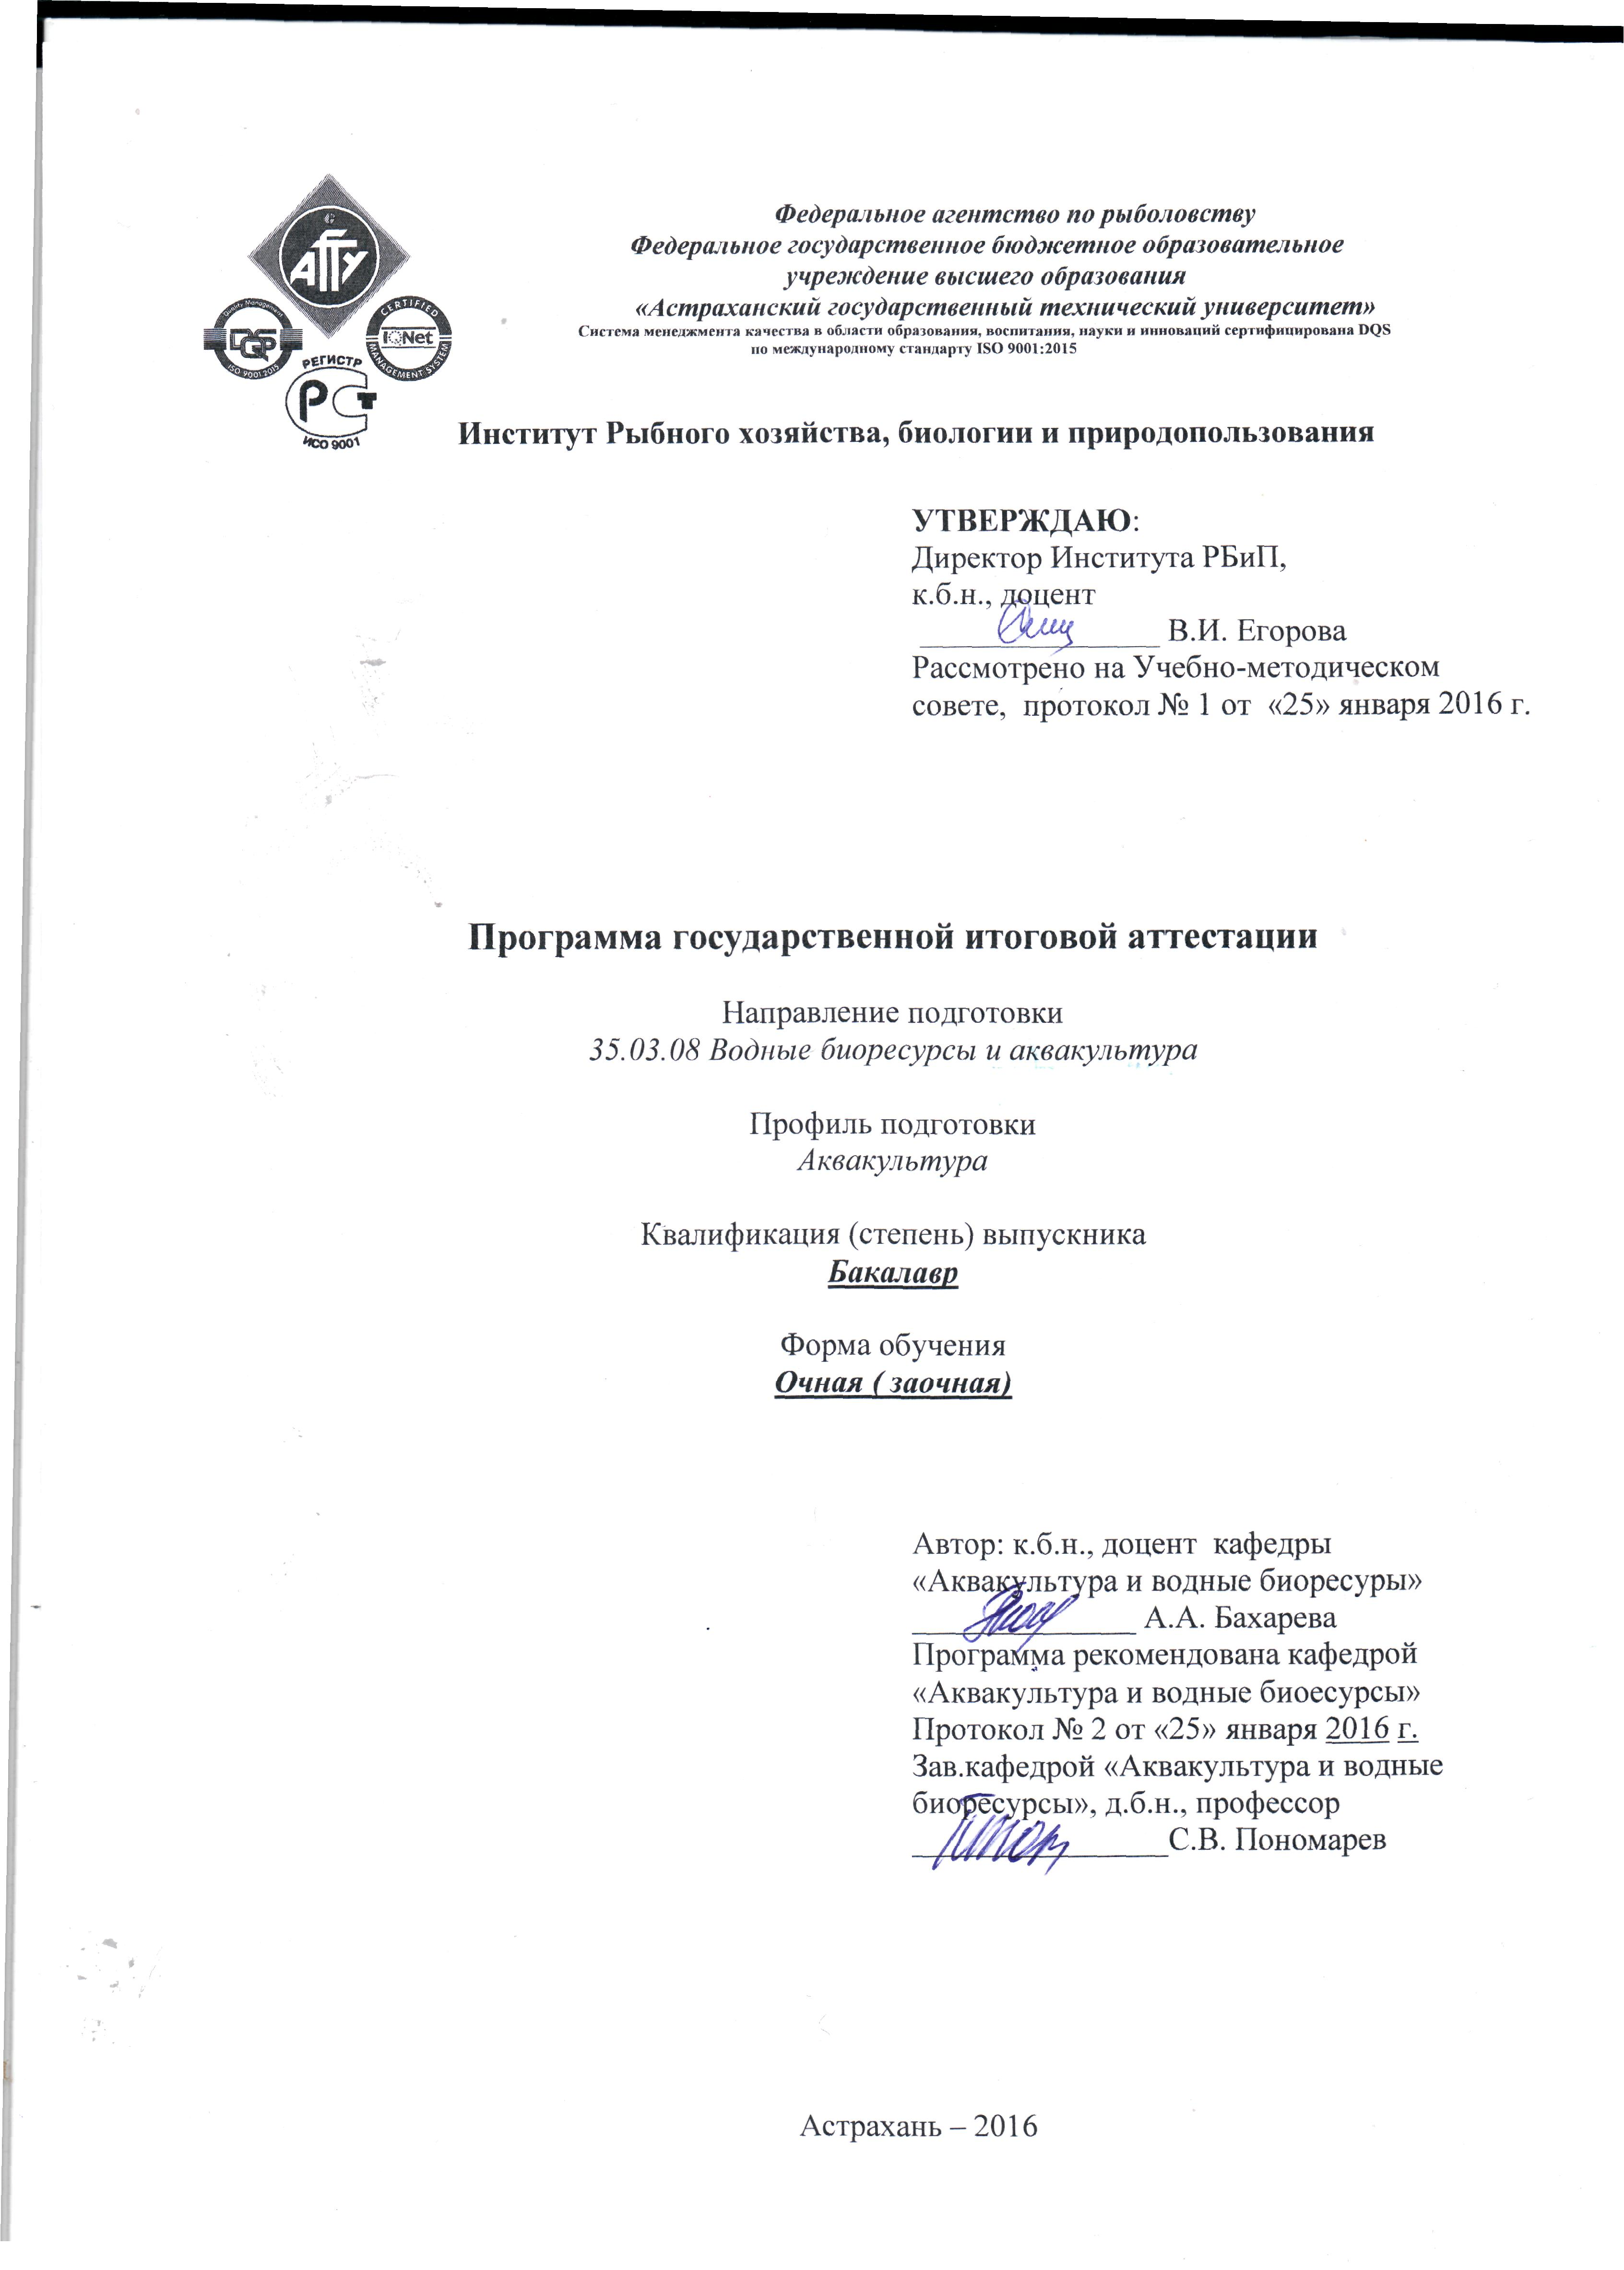 Федеральное агентство по рыболовству
Федеральное государственное бюджетное образовательное
учреждение высшего образования
«Астраханский государственный технический университет»
Система менеджмента качества в области образования, воспитания, науки и инноваций сертифицирована DQS
по международному стандарту ISO 9001:2015
АГТУ
Quality Management
DQS
ISO 9001:2015
CERTIFIED
IQNet
MANAGEMENT SYSTEM
РЕГИСТР
РСт
ИСО 9001
Институт Рыбного хозяйства, биологии и природопользования
УТВЕРЖДАЮ:
Директор Института РБиП,
к.б.н., доцент
В.И. Егорова
Рассмотрено на Учебно-методическом
совете, протокол № 1 от «25» января 2016 г.
Программа государственной итоговой аттестации
Направление подготовки
35.03.08 Водные биоресурсы и аквакультура
Профиль подготовки
Аквакультура
Квалификация (степень) выпускника
Бакалавр
Форма обучения
Очная ( заочная)
Автор: к.б.н., доцент кафедры
«Аквакультура и водные биоресуры»
А.А. Бахарева
Программа рекомендована кафедрой
«Аквакультура и водные биоесурсы»
Протокол № 2 от «25» января 2016 г.
Зав.кафедрой «Аквакультура и водные
биоресурсы», д.б.н., профессор
С.В. Пономарев
Астрахань – 2016